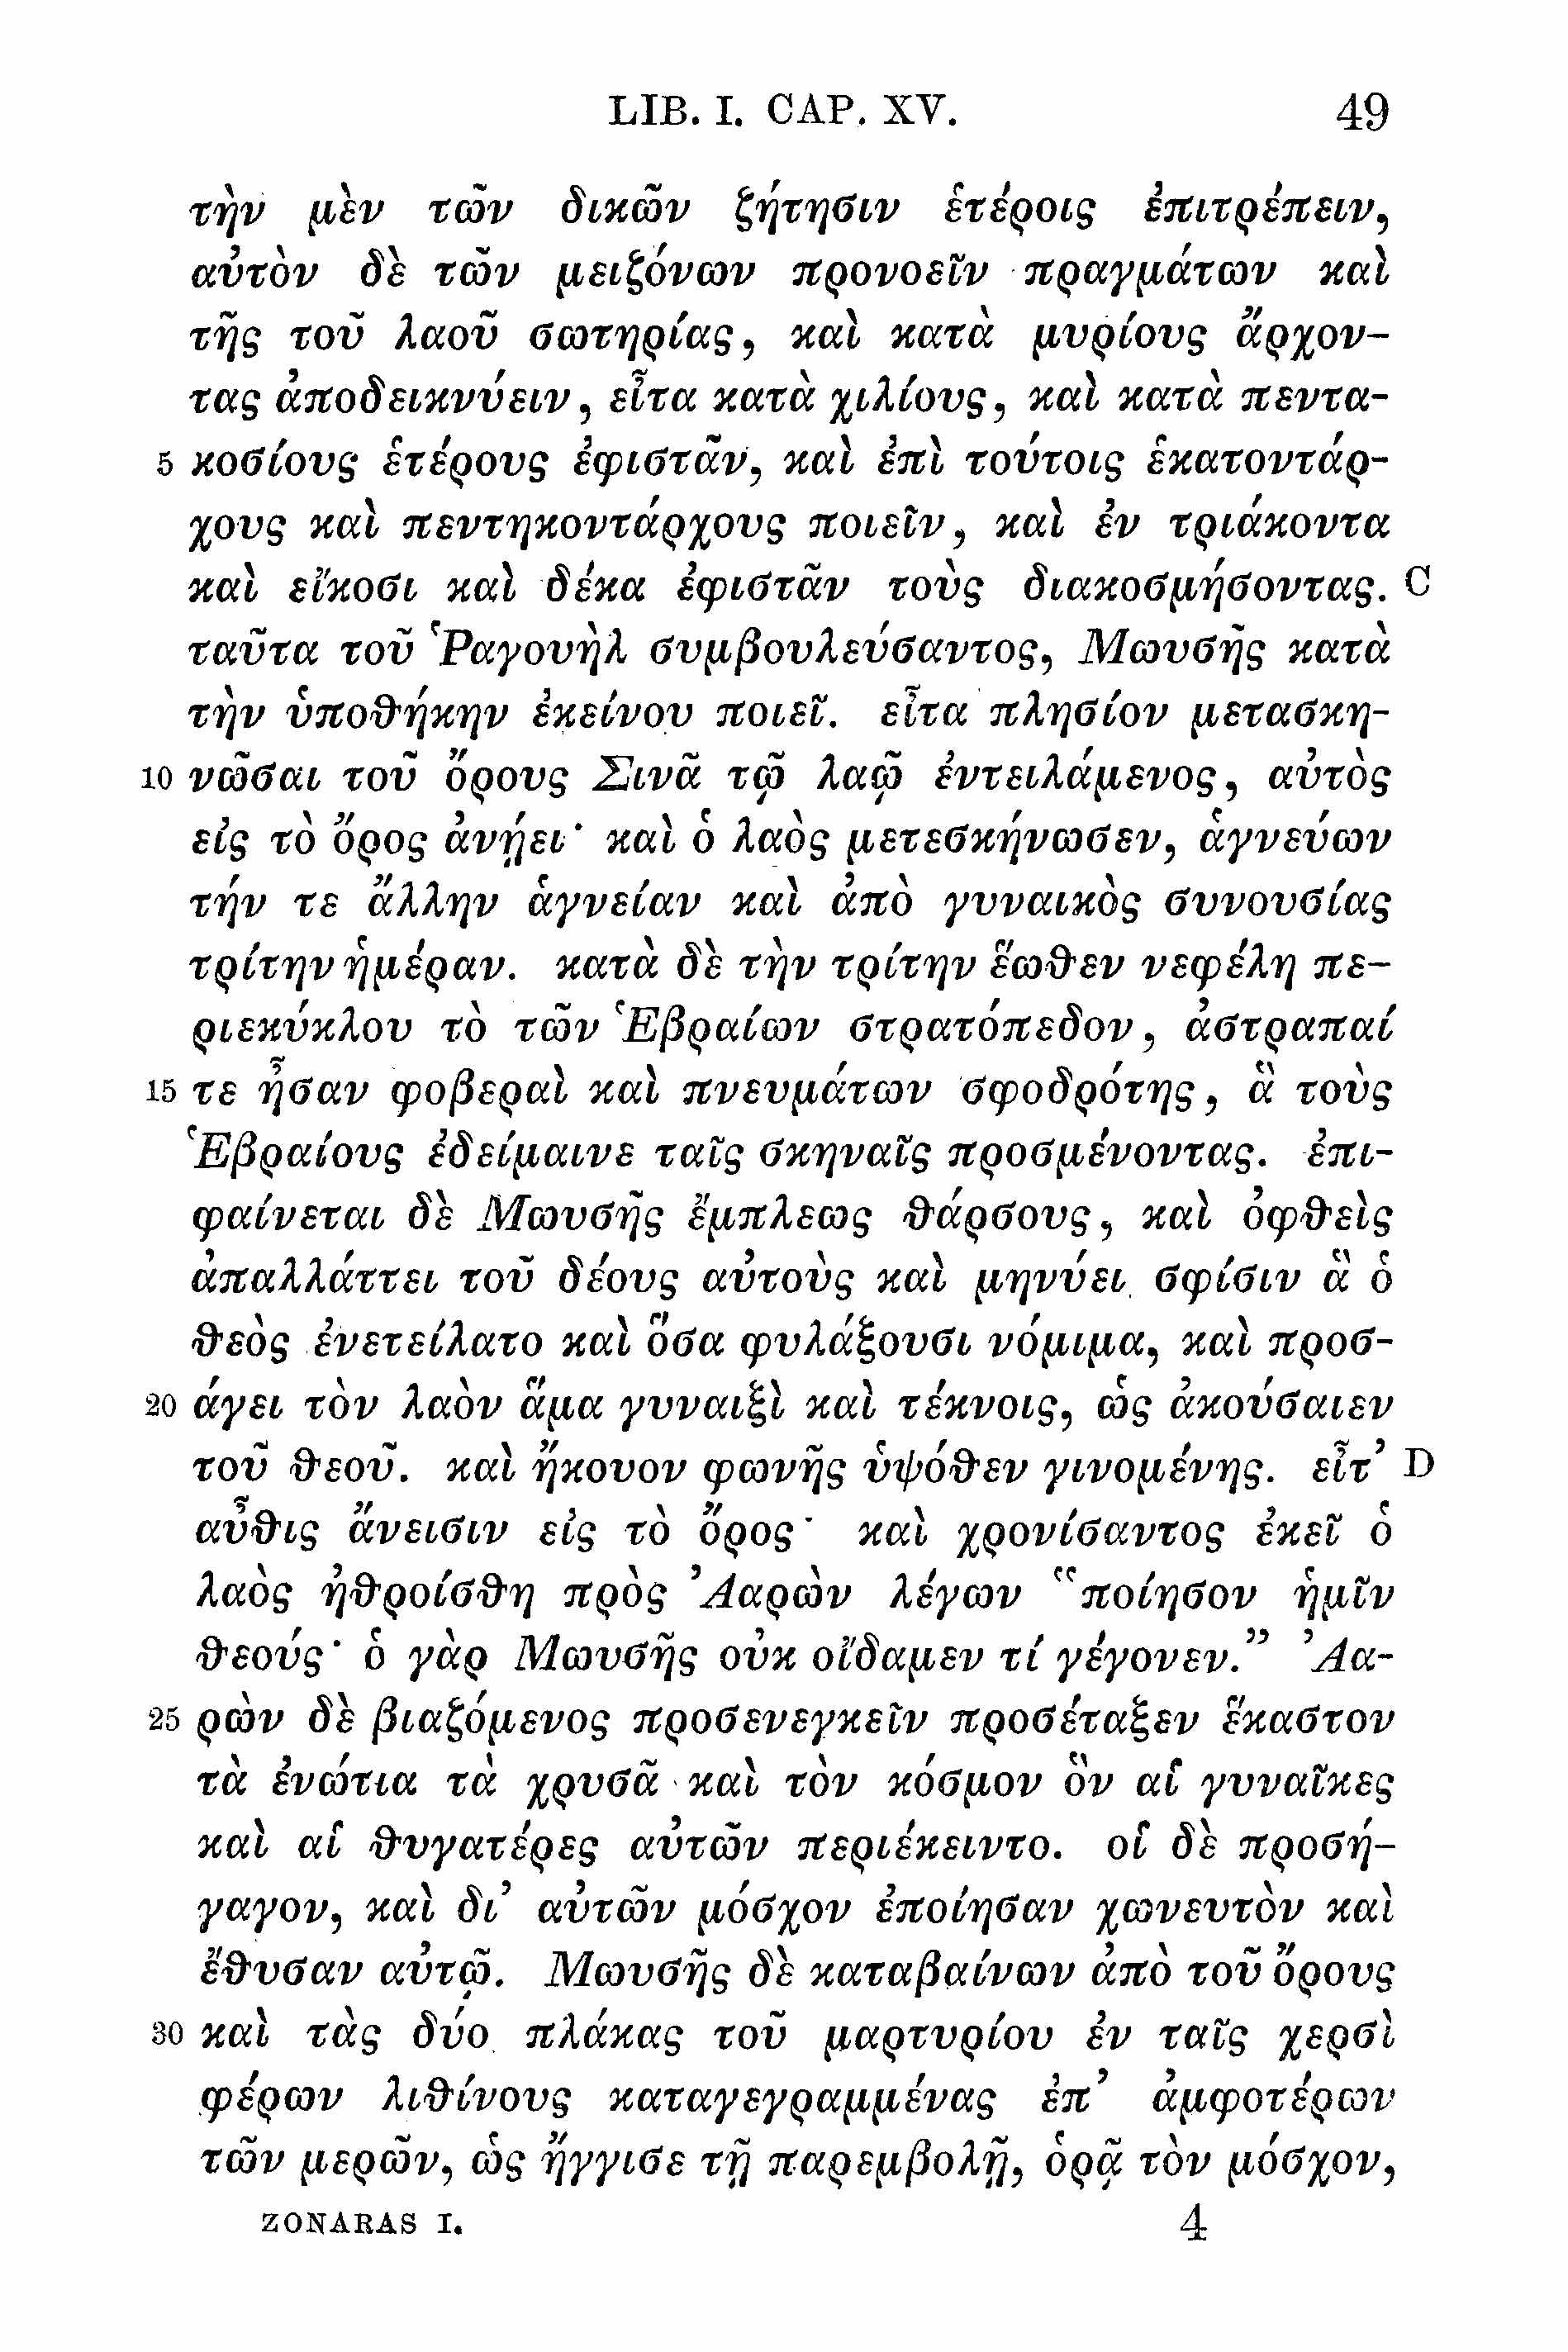 LIB. I. CAP. XV. 49
τὴν μὲν τῶν δικῶν ζήτησιν ἑτέροις ἐπιτρέπειν,
αὐτὸν δὲ τῶν μειζόνων προνοεῖν πραγμάτων καὶ
τῆς τοῦ λαοῦ σωτηρίας, καὶ κατὰ μυρίους ἄρχον-
τας ἀποδεικνύειν, εἶτα κατὰ χιλίους, καὶ κατὰ πεντα-
5 κοσίους ἑτέρους ἐφιστᾶν, καὶ ἐπὶ τούτοις ἑκατοντάρ-
χους καὶ πεντηκοντάρχους ποιεῖν, καὶ ἐν τριάκοντα
καὶ εἴκοσι καὶ δέκα ἐφιστᾶν τοὺς διακοσμήσοντας. C
ταῦτα τοῦ Ῥαγουὴλ συμβουλεύσαντος, Μωυσῆς κατὰ
τὴν ὑποθήκην ἐκείνου ποιεῖ. εἶτα πλησίον μετασκη-
10 νῶσαι τοῦ ὄρους Σινᾶ τῷ λαῷ ἐντειλάμενος, αὐτὸς
εἰς τὸ ὄρος ἀνῄει· καὶ ὁ λαὸς μετεσκήνωσεν, ἁγνεύων
τήν τε ἄλλην ἁγνείαν καὶ ἀπὸ γυναικὸς συνουσίας
τρίτην ἡμέραν. κατὰ δὲ τὴν τρίτην ἕωθεν νεφέλη πε-
ριεκύκλου τὸ τῶν Ἑβραίων στρατόπεδον, ἀστραπαί
15 τε ἦσαν φοβεραὶ καὶ πνευμάτων σφοδρότης, ἃ τοὺς
Ἑβραίους ἐδείμαινε ταῖς σκηναῖς προσμένοντας. ἐπι-
φαίνεται δὲ Μωυσῆς ἔμπλεως θάρσους, καὶ ὀφθεὶς
ἀπαλλάττει τοῦ δέους αὐτοὺς καὶ μηνύει σφίσιν ἃ ὁ
θεὸς ἐνετείλατο καὶ ὅσα φυλάξουσι νόμιμα, καὶ προσ-
20 άγει τὸν λαὸν ἅμα γυναιξὶ καὶ τέκνοις, ὡς ἀκούσαιεν
τοῦ θεοῦ. καὶ ἤκουον φωνῆς ὑψόθεν γινομένης. εἶτ’ D
αὖθις ἄνεισιν εἰς τὸ ὄρος· καὶ χρονίσαντος ἐκεῖ ὁ
λαὸς ἠθροίσθη πρὸς Ἀαρὼν λέγων “ποίησον ἡμῖν
θεούς· ὁ γὰρ Μωυσῆς οὐκ οἴδαμεν τί γέγονεν.” Ἀα-
25 ρὼν δὲ βιαζόμενος προσενεγκεῖν προσέταξεν ἕκαστον
τὰ ἐνώτια τὰ χρυσᾶ καὶ τὸν κόσμον ὃν αἱ γυναῖκες
καὶ αἱ θυγατέρες αὐτῶν περιέκειντο. οἱ δὲ προσή-
γαγον, καὶ δι’ αὐτῶν μόσχον ἐποίησαν χωνευτὸν καὶ
ἔθυσαν αὐτῷ. Μωυσῆς δὲ καταβαίνων ἀπὸ τοῦ ὄρους
30 καὶ τὰς δύο πλάκας τοῦ μαρτυρίου ἐν ταῖς χερσὶ
φέρων λιθίνους καταγεγραμμένας ἐπ’ ἀμφοτέρων
τῶν μερῶν, ὡς ἤγγισε τῇ παρεμβολῇ, ὁρᾷ τὸν μόσχον,
ZONARAS I. 4